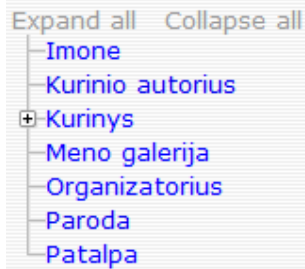 Expand all Collapse all
Imone
Kurinio autorius
Kurinys
Meno galerija
Organizatorius
Paroda
Patalpa